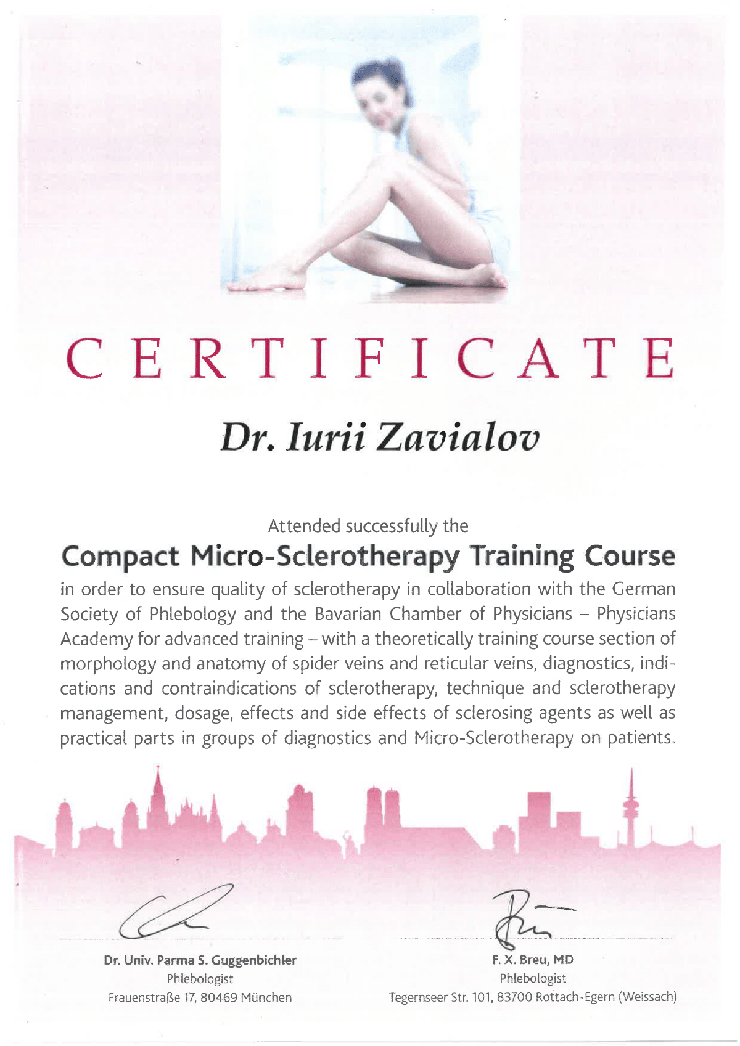 CERTIFICATE
Dr. Iurii Zavialov
Attended successfully the
Compact Micro-Sclerotherapy Training Course
in order to ensure quality of sclerotherapy in collaboration with the German
Society of Phlebology and the Bavarian Chamber of Physicians – Physicians
Academy for advanced training – with a theoretically training course section of
morphology and anatomy of spider veins and reticular veins, diagnostics, indi-
cations and contraindications of sclerotherapy, technique and sclerotherapy
management, dosage, effects and side effects of sclerosing agents as well as
practical parts in groups of diagnostics and Micro-Sclerotherapy on patients.
Dr. Univ. Parma S. Guggenbichler
Phlebologist
Frauenstraße 17, 80469 München
F. X. Breu, MD
Phlebologist
Tegernseer Str. 101, 83700 Rottach-Egern (Weissach)